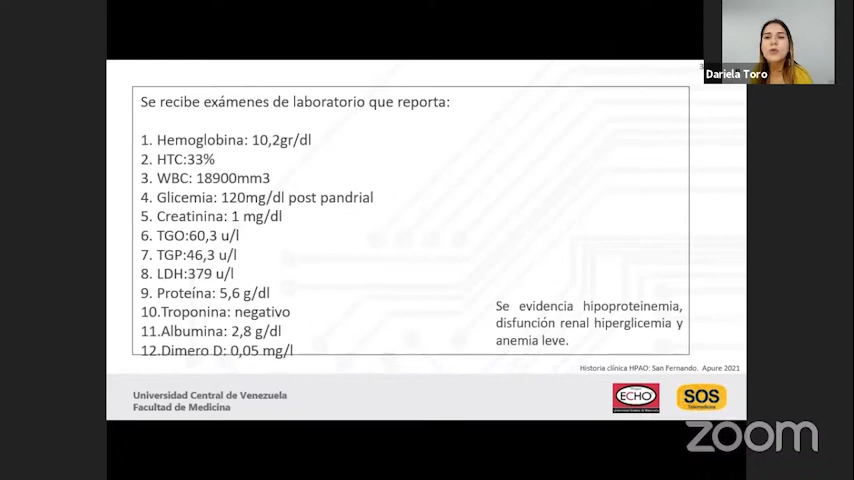 Dariela Toro
Se recibe exámenes de laboratorio que reporta:
1. Hemoglobina: 10,2gr/dl
2. HTC:33%
3. WBC: 18900mm3
4. Glicemia: 120mg/dl post pandrial
5. Creatinina: 1 mg/dl
6. TGO:60,3 u/l
7. TGP:46,3 u/l
8. LDH:379 u/l
9. Proteína: 5,6 g/dl
10.Troponina: negativo
11.Albumina: 2,8 g/dl
12.Dimero D: 0,05 mg/l
Se evidencia hipoproteinemia,
disfunción renal hiperglicemia y
anemia leve.
Historia clínica HPAO: San Fernando. Apure 2021
Universidad Central de Venezuela
Facultad de Medicina
ECHO
SOS
Telemedicina
zoom